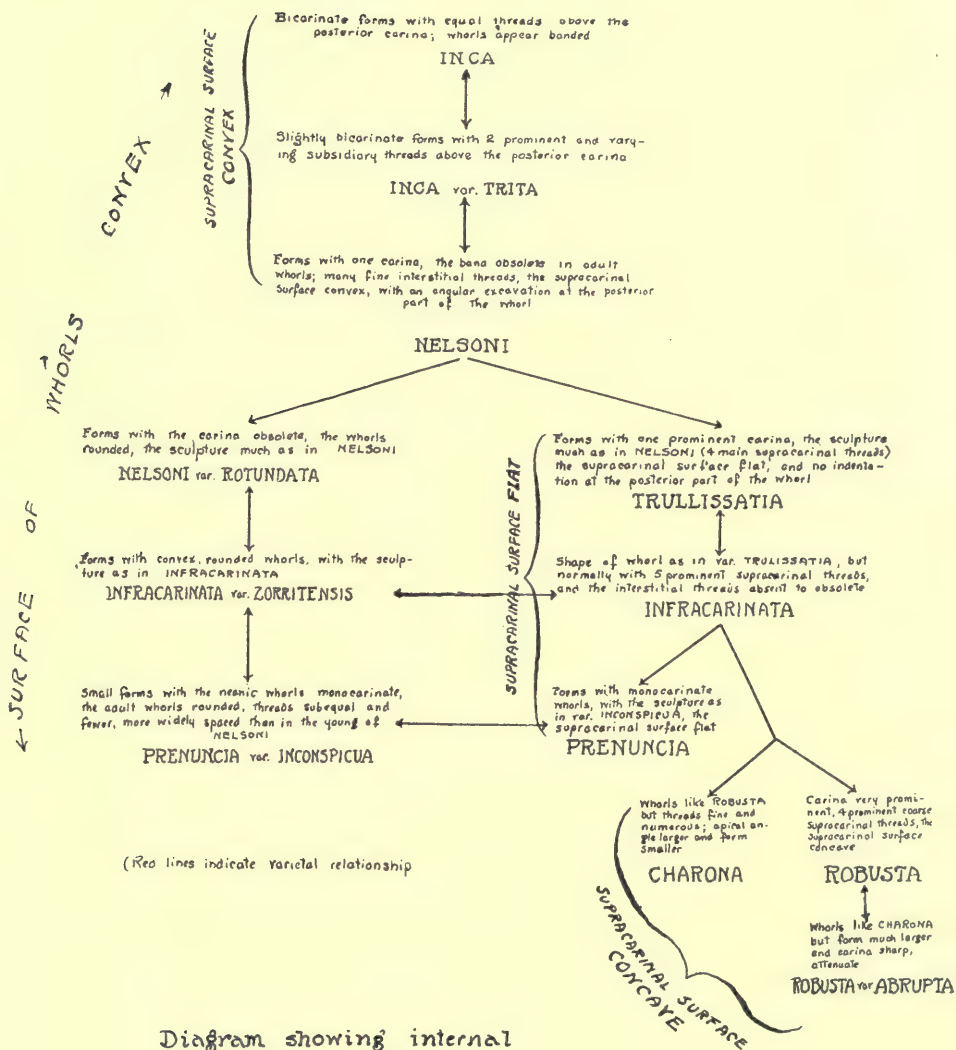 Bicarinate forms with equal threads above the
posterior carina; whorls appear banded
INCA
CONVEX
SUPRACARINAL SURFACE
CONVEX
Slightly bicarinate forms with 2 prominent and vary-
ing subsidiary threads above the posterior carina
INCA var. TRITA
Forms with one carina, the band obsolete in adult
whorls; many fine interstitial threads, the supracarinal
surface convex, with an angular excavation at the posterior
part of the whorl
NELSONI
WHORLS
OF
← SURFACE
Forms with the carina obsolete, the whorls
rounded, the sculpture much as in NELSONI
NELSONI var. ROTUNDATA
Forms with convex, rounded whorls, with the sculp-
ture as in INFRACARINATA
INFRACARINATA var. ZORRITENSIS
Small forms with the neanic whorls monocarinate,
the adult whorls rounded, threads subequal and
fewer, more widely spaced than in the young of
NELSONI
PRENUNCIA var. INCONSPICUA
SUPRACARINAL SURFACE FLAT
Forms with one prominent carina, the sculpture
much as in NELSONI (4 main supracarinal threads)
the supracarinal surface flat, and no indenta-
tion at the posterior part of the whorl
TRULLISSATIA
Shape of whorl as in var. TRULISSATIA, but
normally with 5 prominent supracarinal threads,
and the interstitial threads absent to obsolete
INFRACARINATA
Forms with monocarinate
whorls, with the sculpture as
in var. INCONSPICUA, the
supracarinal surface flat
PRENUNCIA
Whorls like ROBUSTA
but threads fine and
numerous; apical an-
gle larger and form
smaller
CHARONA
Carina very promi-
nent, 4 prominent coarse
supracarinal threads, the
supracarinal surface
concave
ROBUSTA
Whorls like CHARONA
but form much larger
and carina sharp,
attenuate
ROBUSTA var ABRUPTA
SUPRACARINAL SURFACE
CONCAVE
(Red lines indicate varietal relationship
Diagram showing internal